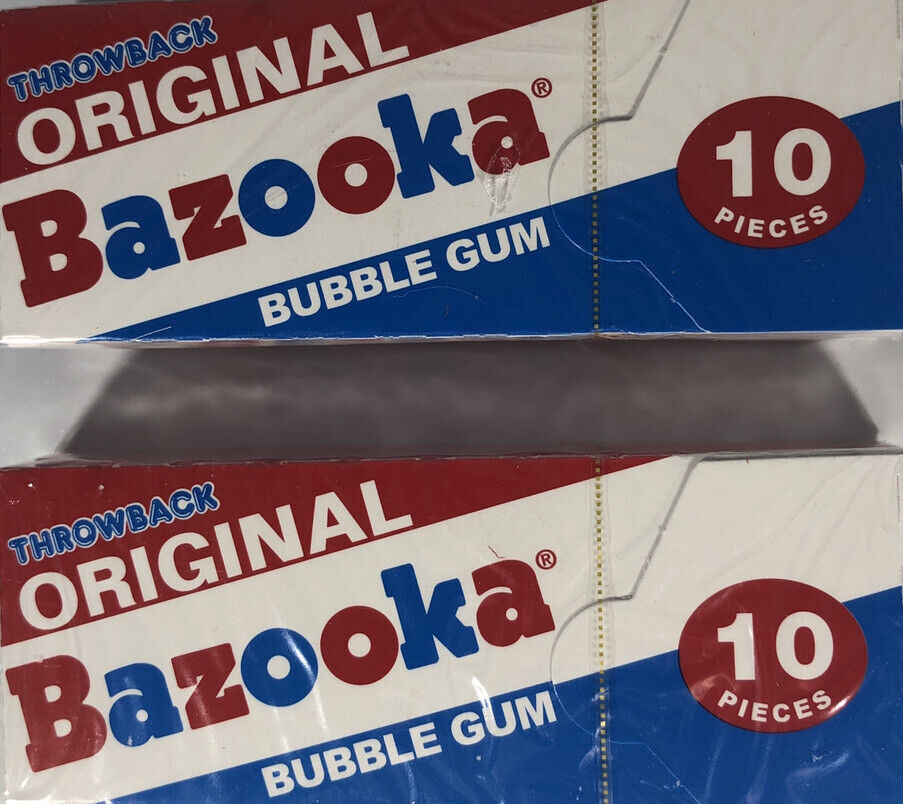 THROWBACK
ORIGINAL
Bazooka®
BUBBLE GUM
10
PIECES
THROWBACK
ORIGINAL
Bazooka®
BUBBLE GUM
10
PIECES